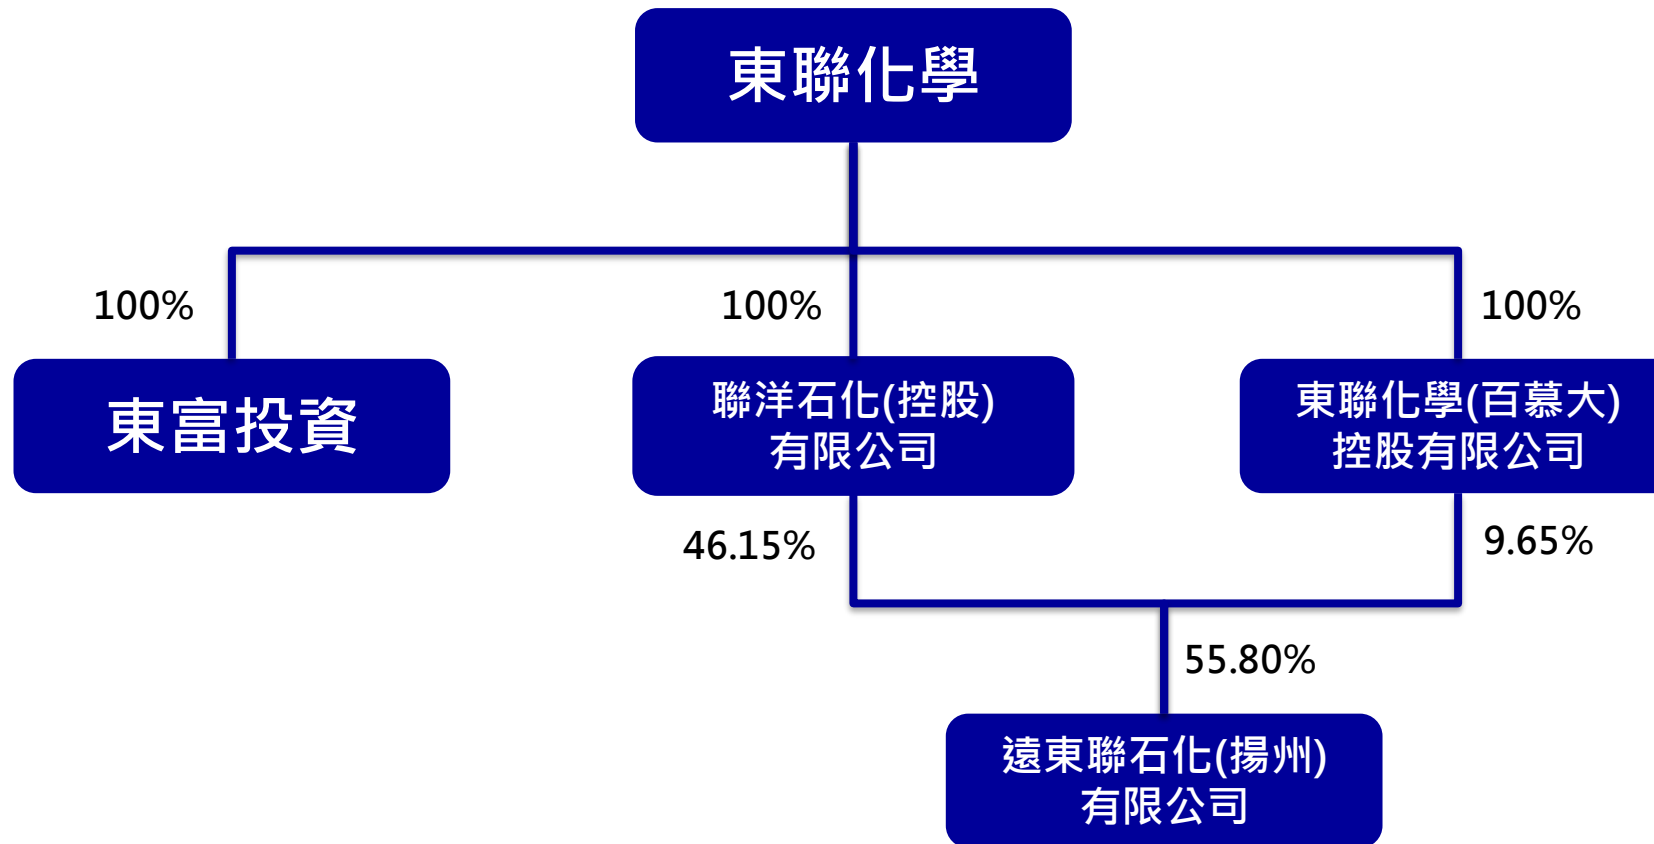 東聯化學
100%
100%
100%
東富投資
聯洋石化(控股)
有限公司
東聯化學(百慕大)
控股有限公司
46.15%
9.65%
55.80%
遠東聯石化(揚州)
有限公司